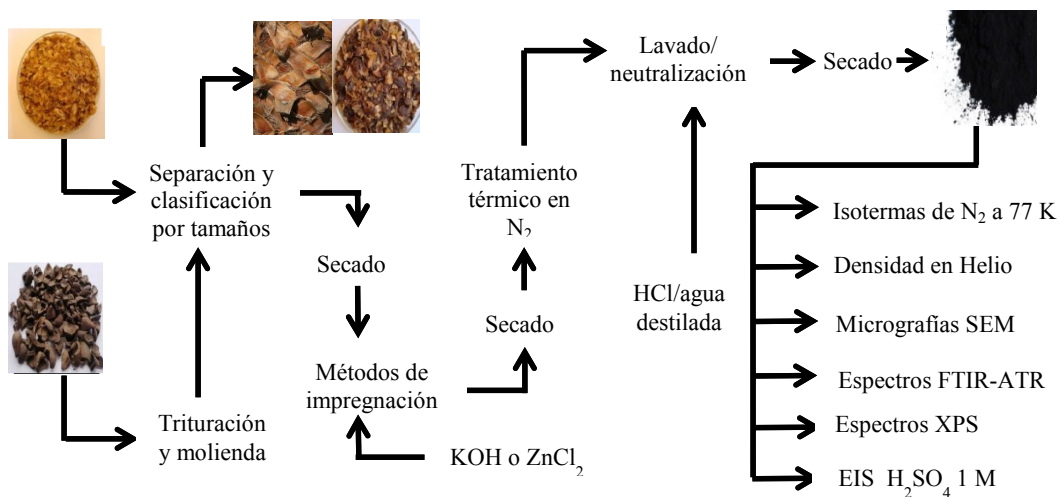 Separación y
clasificación
por tamaños
Trituración
y molienda
Secado
Métodos de
impregnación
KOH o ZnCl₂
Secado
Tratamiento
térmico en
N₂
Lavado/
neutralización
HCl/agua
destilada
Secado
Isotermas de N₂ a 77 K
Densidad en Helio
Micrografías SEM
Espectros FTIR-ATR
Espectros XPS
EIS H₂SO₄ 1 M